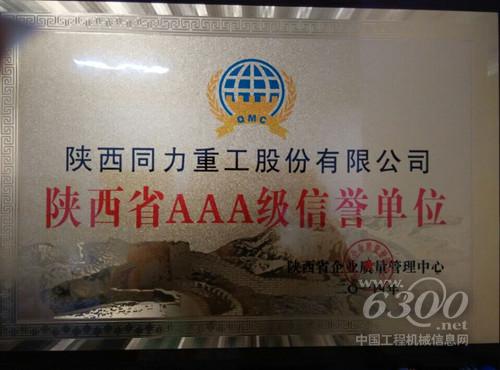 QMC
陕西同力重工股份有限公司
陕西省AAA级信誉单位
陕西省企业质量管理中心
6300
.net
中国工程机械信息网